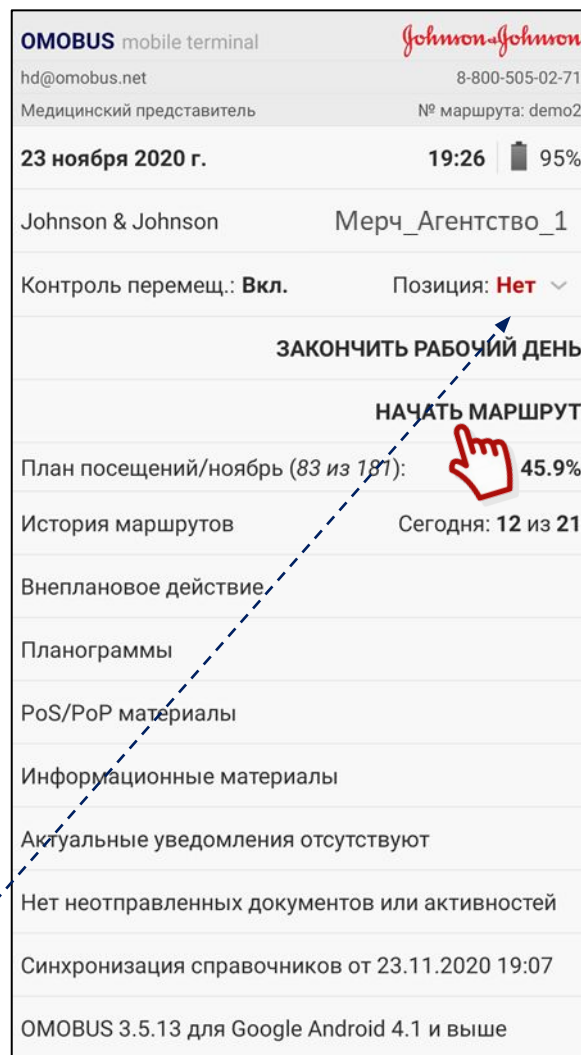 OMOBUS mobile terminal Johnson&Johnson
hd@omobus.net 8-800-505-02-71
Медицинский представитель № маршрута: demo2
23 ноября 2020 г. 19:26 95%
Johnson & Johnson Мерч_Агентство_1
Контроль перемещ.: Вкл. Позиция: Нет
ЗАКОНЧИТЬ РАБОЧИЙ ДЕНЬ
НАЧАТЬ МАРШРУТ
План посещений/ноябрь (83 из 181): 45.9%
История маршрутов Сегодня: 12 из 21
Внеплановое действие
Планограммы
PoS/PoP материалы
Информационные материалы
Актуальные уведомления отсутствуют
Нет неотправленных документов или активностей
Синхронизация справочников от 23.11.2020 19:07
OMOBUS 3.5.13 для Google Android 4.1 и выше